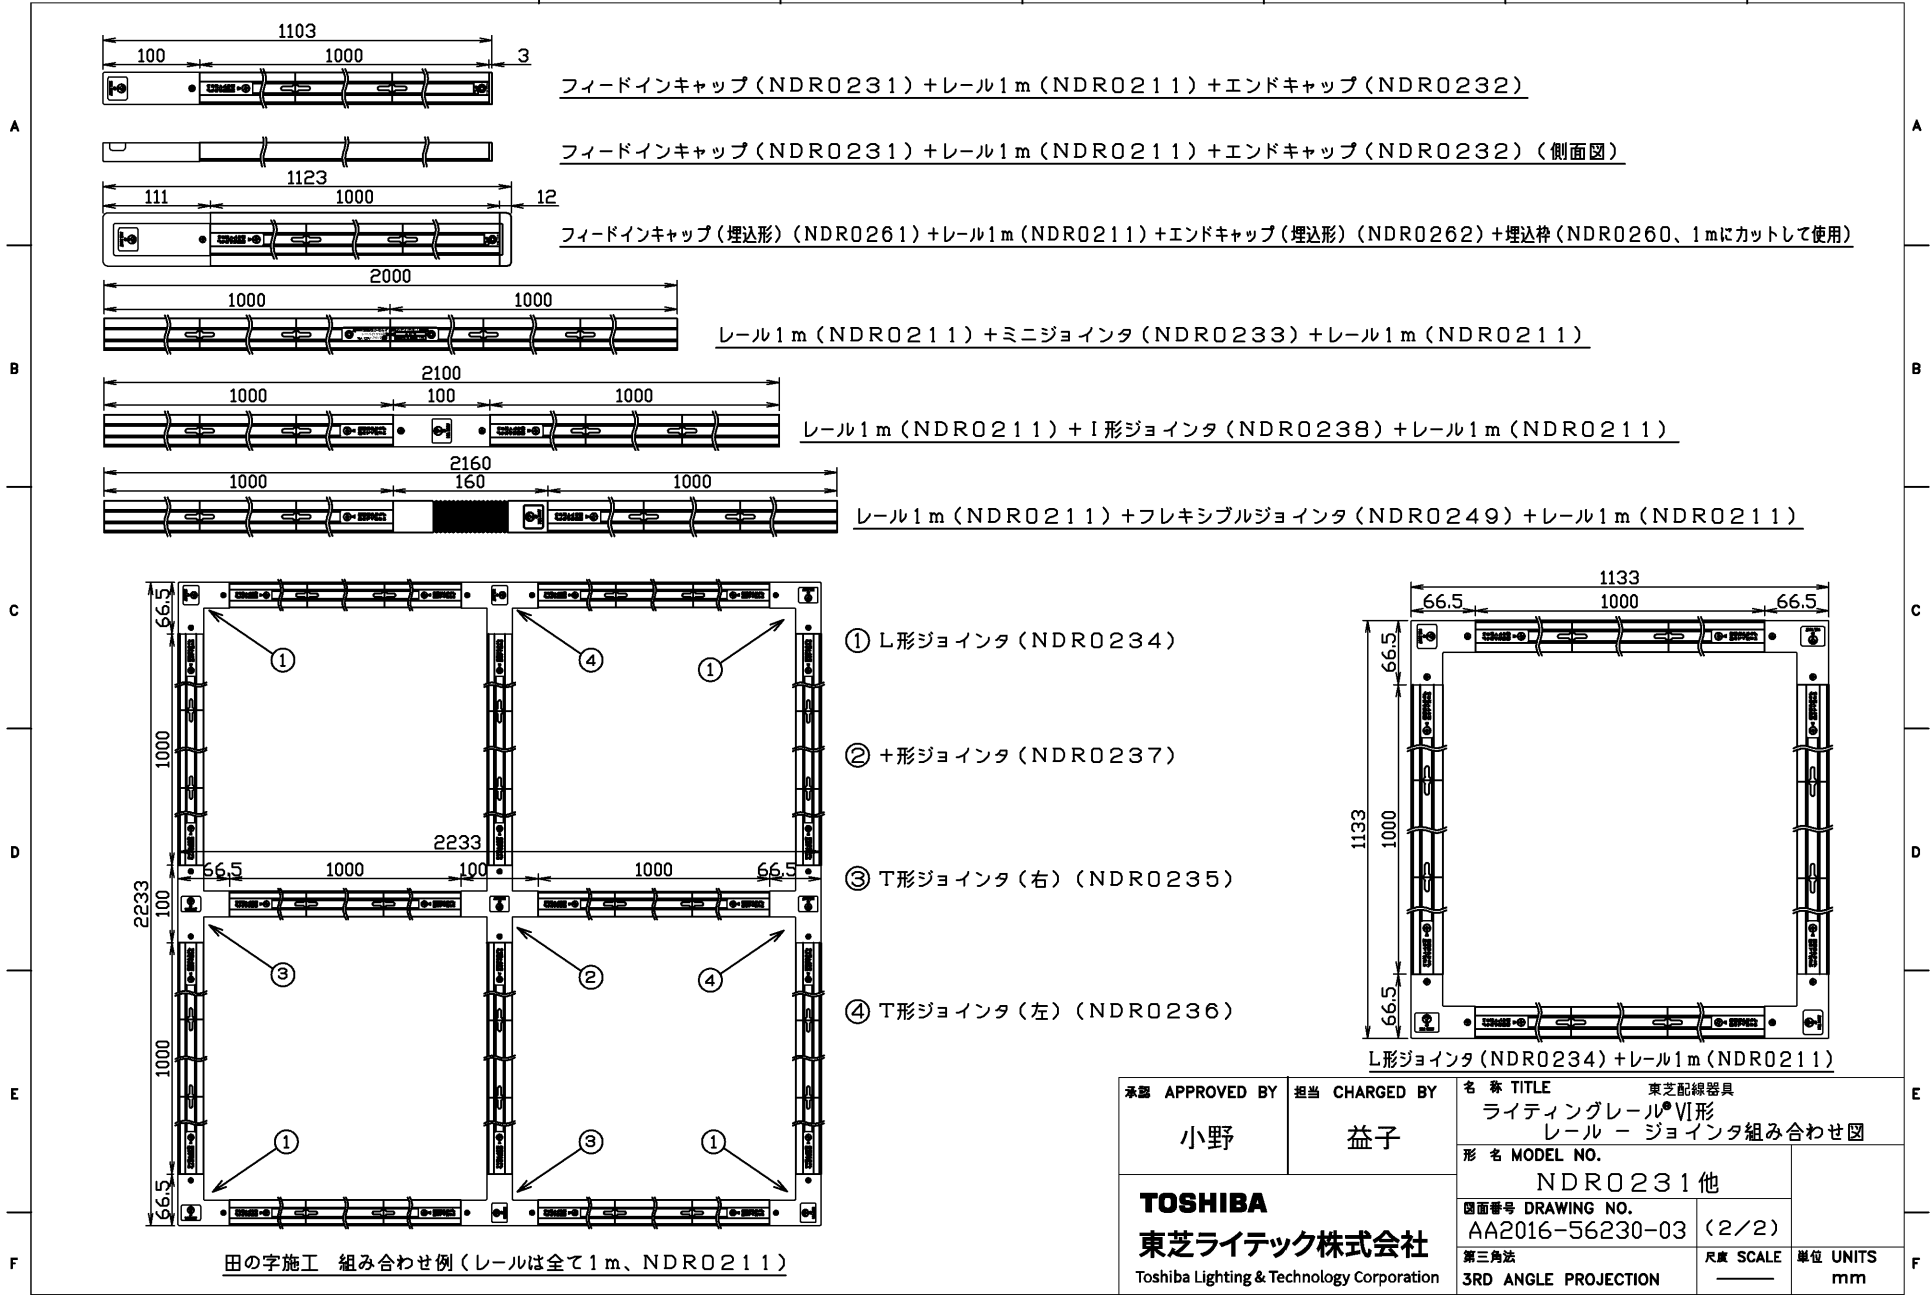 1103
100 1000 3
フィードインキャップ(NDR0231)+レール1m(NDR0211)+エンドキャップ(NDR0232)
A A
フィードインキャップ(NDR0231)+レール1m(NDR0211)+エンドキャップ(NDR0232)(側面図)
1123
111 1000 12
フィードインキャップ(埋込形)(NDR0261)+レール1m(NDR0211)+エンドキャップ(埋込形)(NDR0262)+埋込枠(NDR0260、1mにカットして使用)
2000
1000 1000
レール1m(NDR0211)+ミニジョインタ(NDR0233)+レール1m(NDR0211)
B B
2100
1000 100 1000
レール1m(NDR0211)+I形ジョインタ(NDR0238)+レール1m(NDR0211)
2160
1000 160 1000
レール1m(NDR0211)+フレキシブルジョインタ(NDR0249)+レール1m(NDR0211)
C C
66.5
1000
100
1000
66.5
2233
① ④ ①
2233
66.5 1000 100 1000 66.5
③ ② ④
① ③ ①
田の字施工 組み合わせ例(レールは全て1m、NDR0211)
① L形ジョインタ(NDR0234)
② +形ジョインタ(NDR0237)
③ T形ジョインタ(右)(NDR0235)
④ T形ジョインタ(左)(NDR0236)
1133
66.5 1000 66.5
66.5
1000
66.5
1133
L形ジョインタ(NDR0234)+レール1m(NDR0211)
D D
E E
F F
承認 APPROVED BY
小野
担当 CHARGED BY
益子
名 称 TITLE 東芝配線器具
ライティングレール®VI形
レール - ジョインタ組み合わせ図
形 名 MODEL NO.
NDR0231他
図面番号 DRAWING NO.
AA2016-56230-03 (2/2)
第三角法
3RD ANGLE PROJECTION
尺度 SCALE
単位 UNITS
mm
TOSHIBA
東芝ライテック株式会社
Toshiba Lighting & Technology Corporation